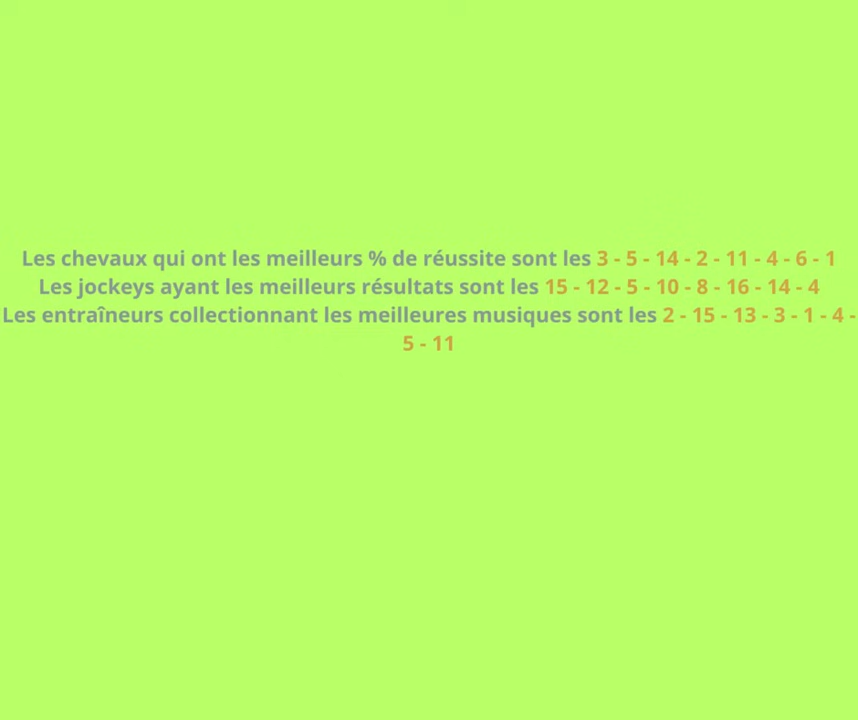 Les chevaux qui ont les meilleurs % de réussite sont les 3 - 5 - 14 - 2 - 11 - 4 - 6 - 1
Les jockeys ayant les meilleurs résultats sont les 15 - 12 - 5 - 10 - 8 - 16 - 14 - 4
Les entraîneurs collectionnant les meilleures musiques sont les 2 - 15 - 13 - 3 - 1 - 4 -
5 - 11